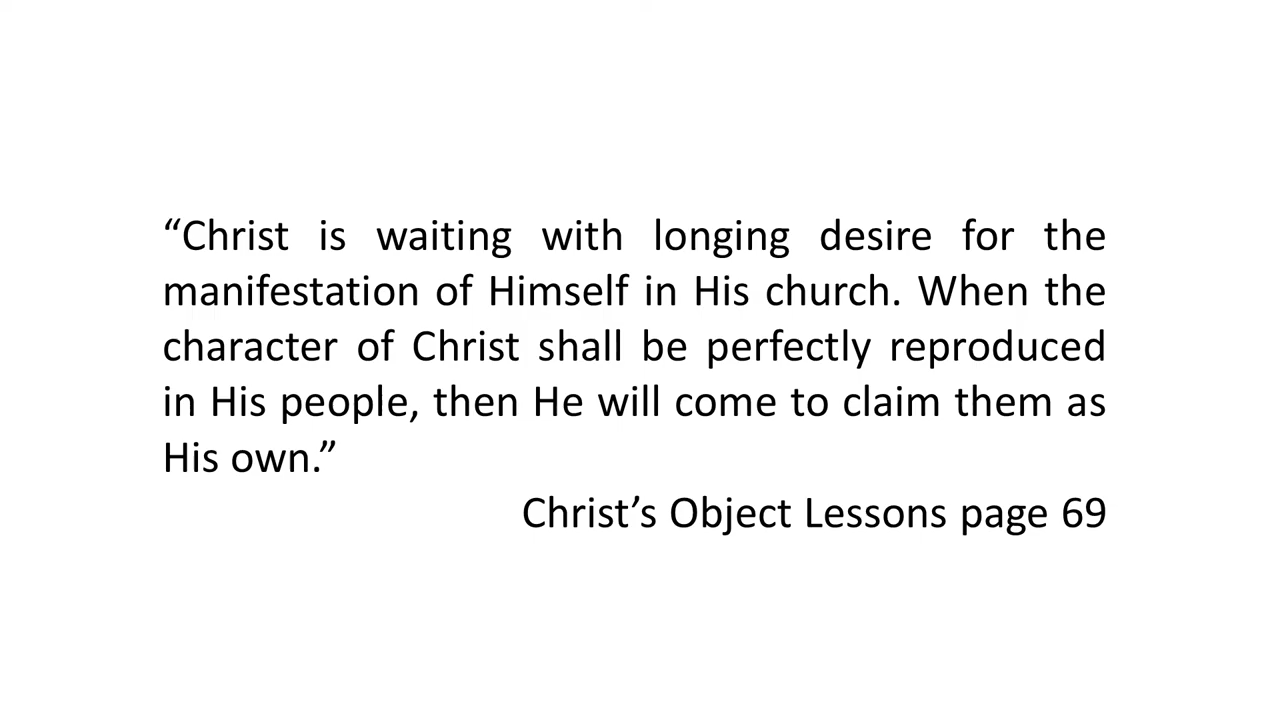 “Christ is waiting with longing desire for the
manifestation of Himself in His church. When the
character of Christ shall be perfectly reproduced
in His people, then He will come to claim them as
His own.”
Christ’s Object Lessons page 69